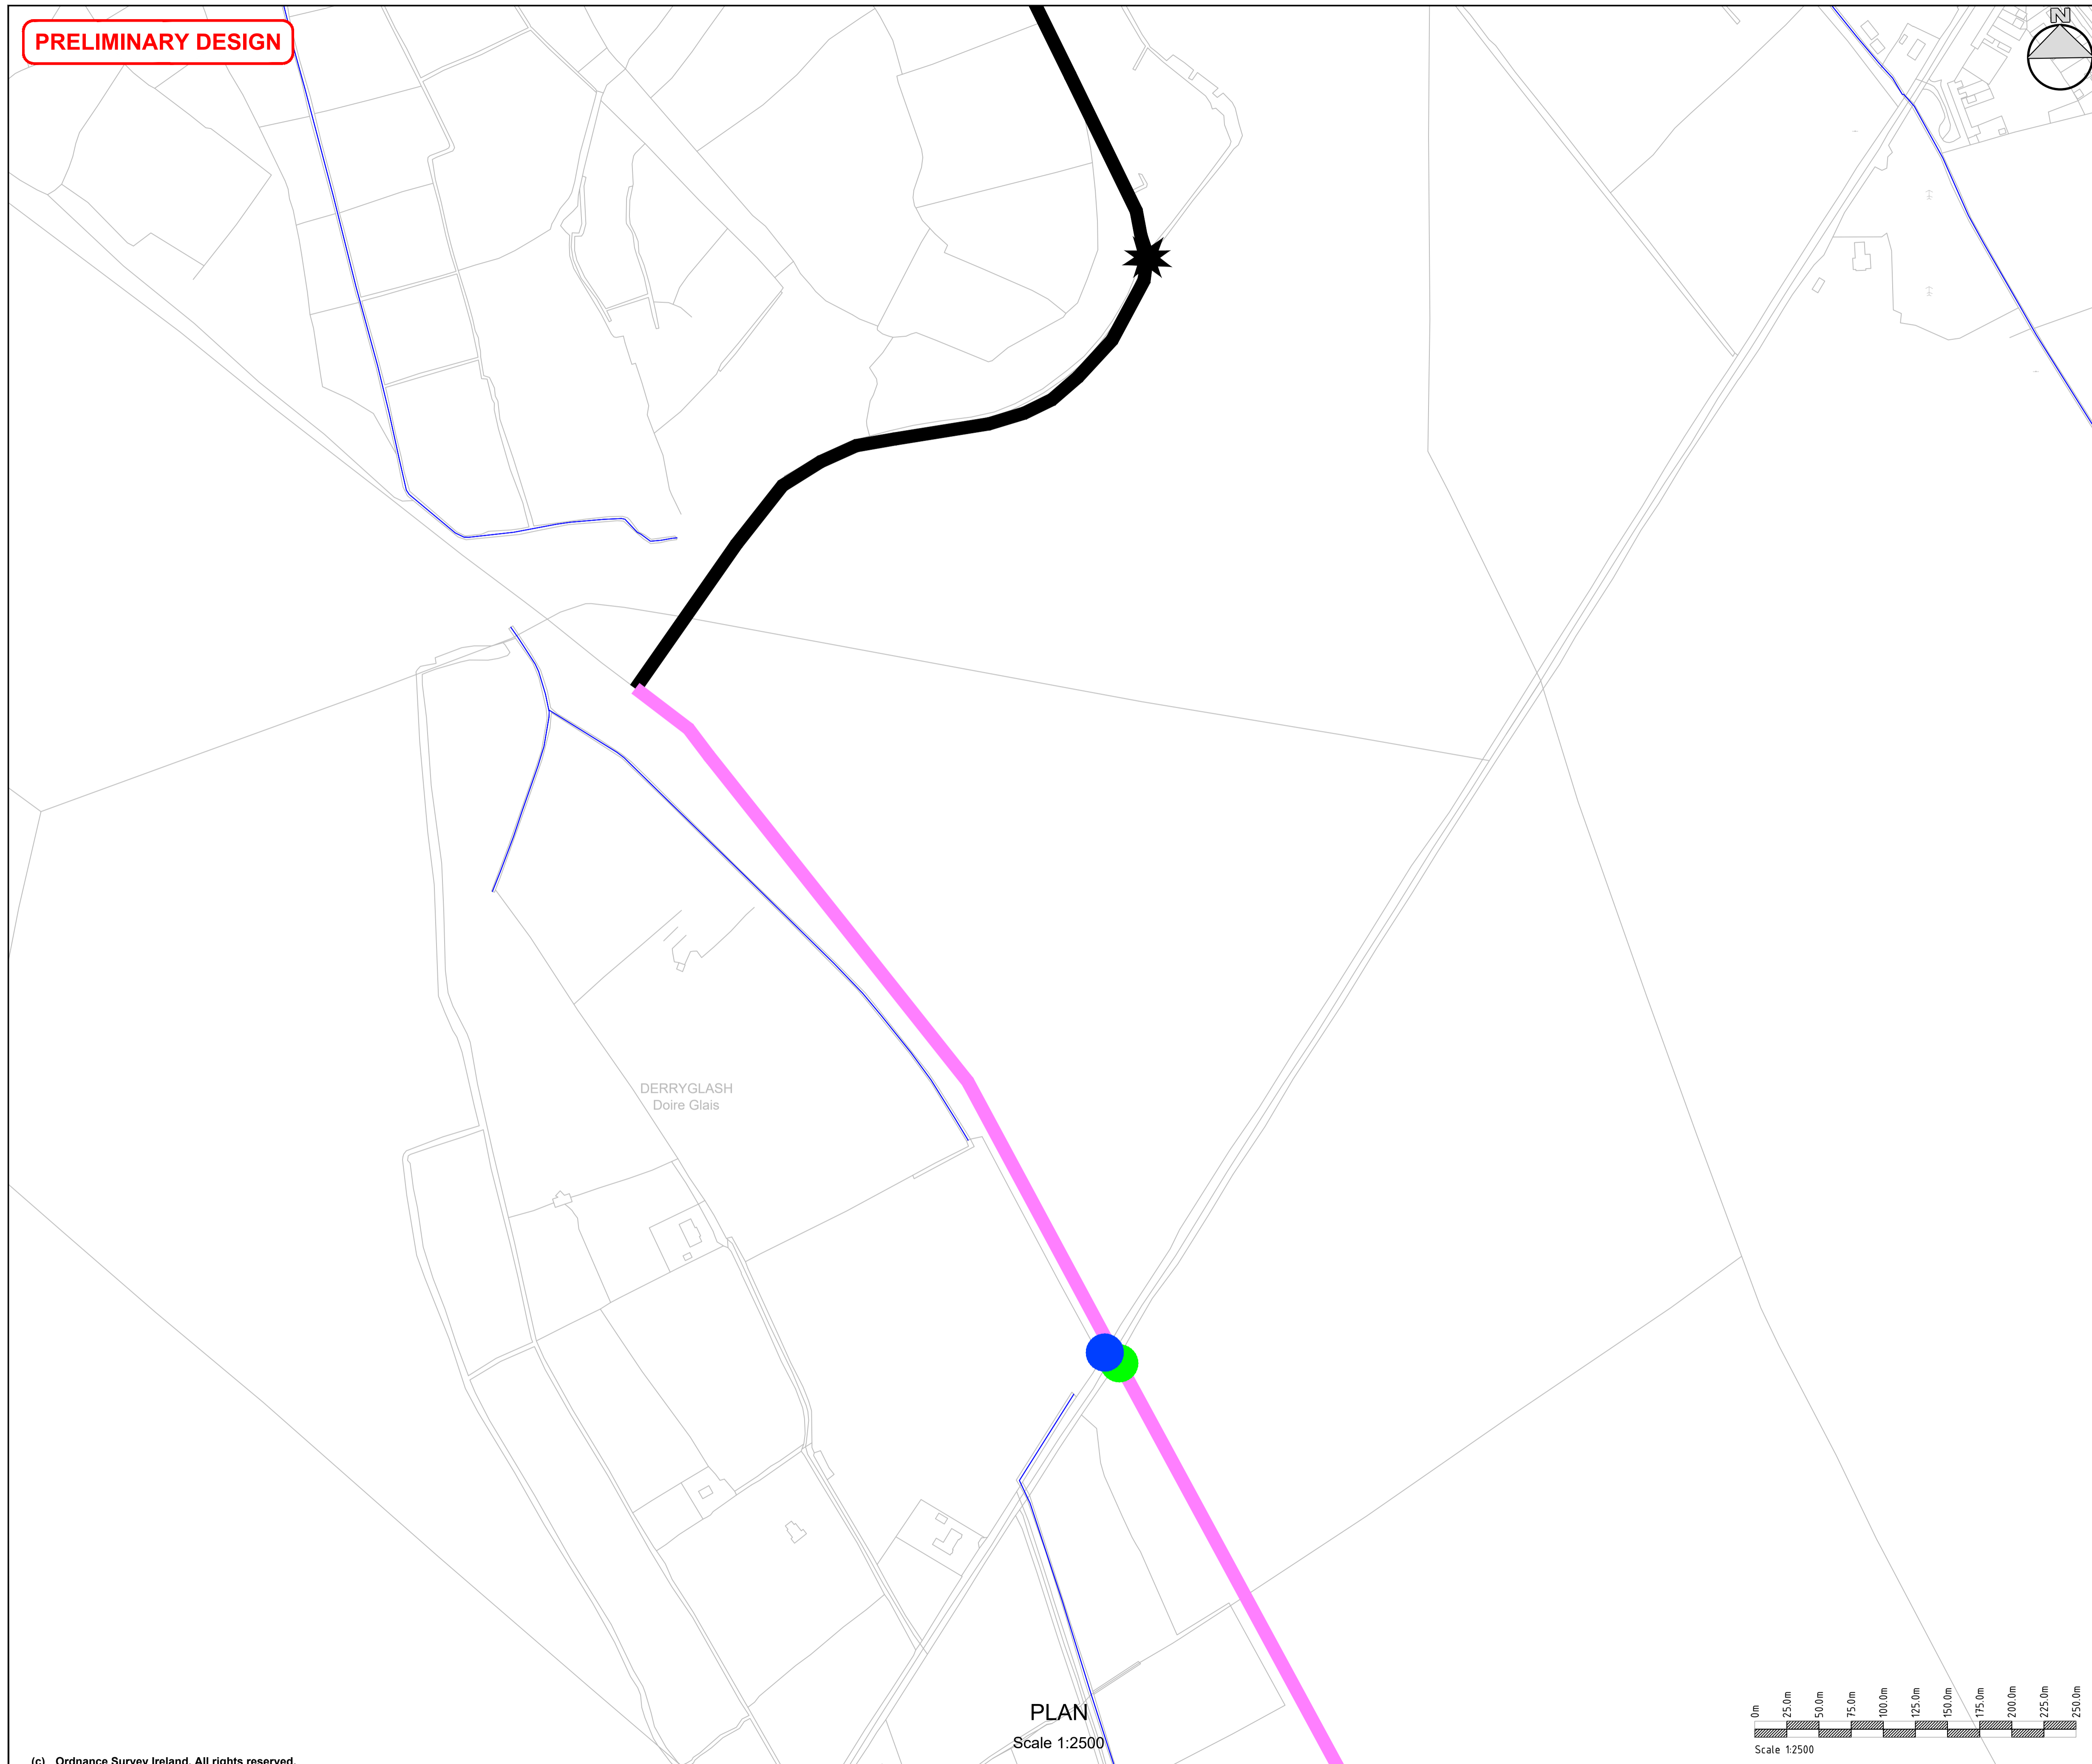 PRELIMINARY DESIGN
N
DERRYGLASH
Doire Glais
PLAN
Scale 1:2500
0m
25.0m
50.0m
75.0m
100.0m
125.0m
150.0m
175.0m
200.0m
225.0m
250.0m
Scale 1:2500
(c) Ordnance Survey Ireland. All rights reserved.